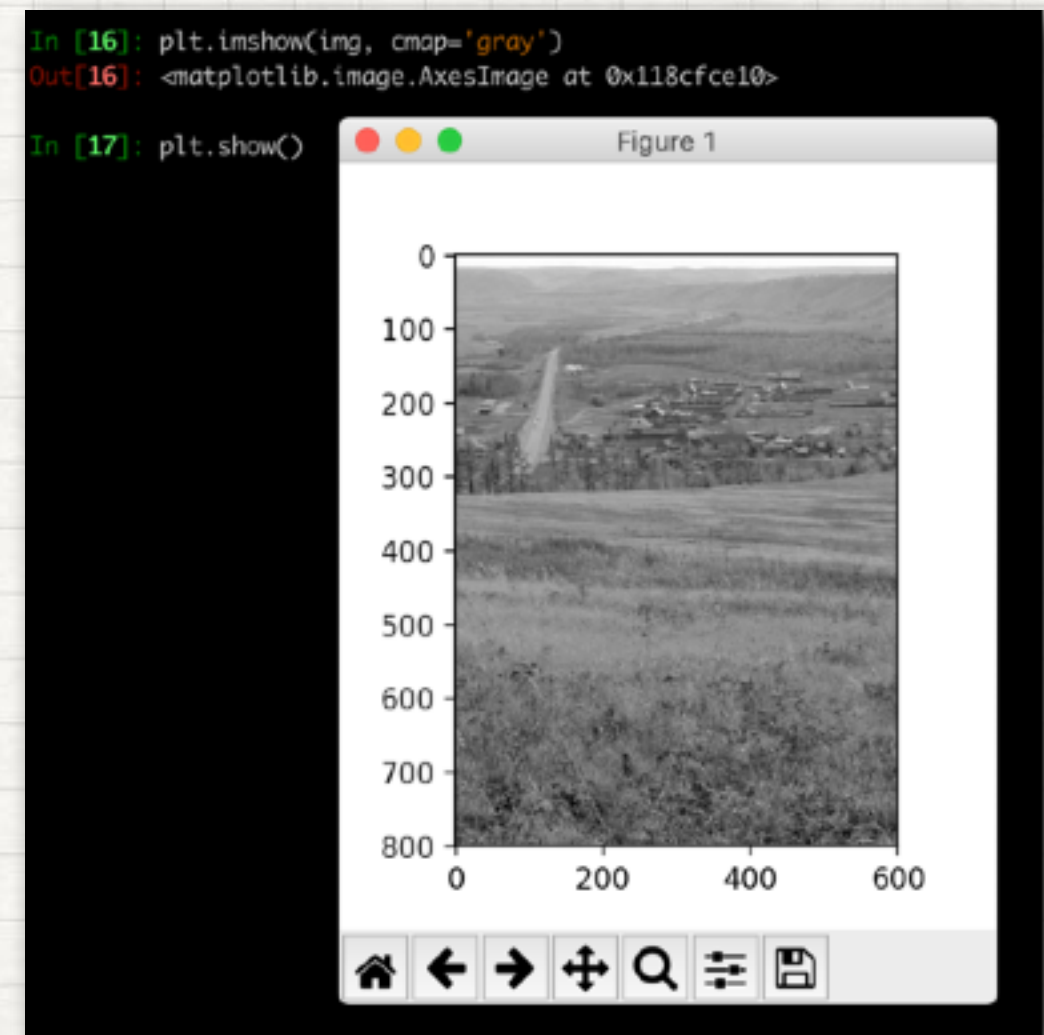 In [16]: plt.imshow(img, cmap='gray')
Out[16]: <matplotlib.image.AxesImage at 0x118cfce10>
In [17]: plt.show()
Figure 1
0
100
200
300
400
500
600
700
800
0 200 400 600